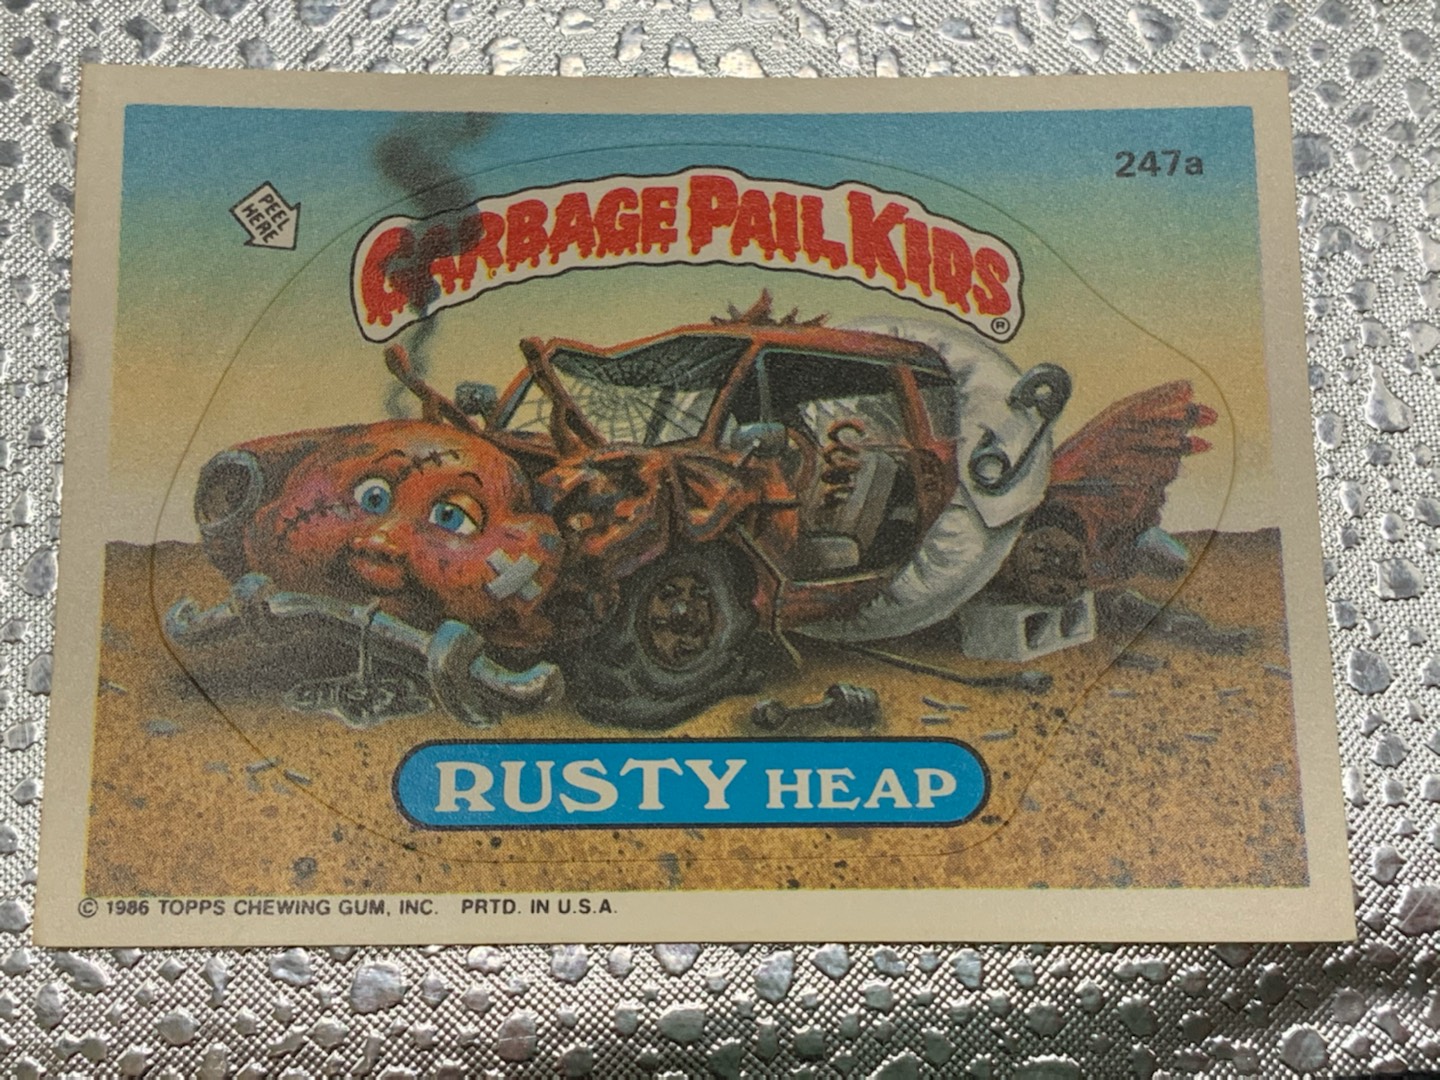 247a
PEEL
HERE
GARBAGE PAIL KIDS
®
RUSTY HEAP
© 1986 TOPPS CHEWING GUM, INC. PRTD. IN U.S.A.